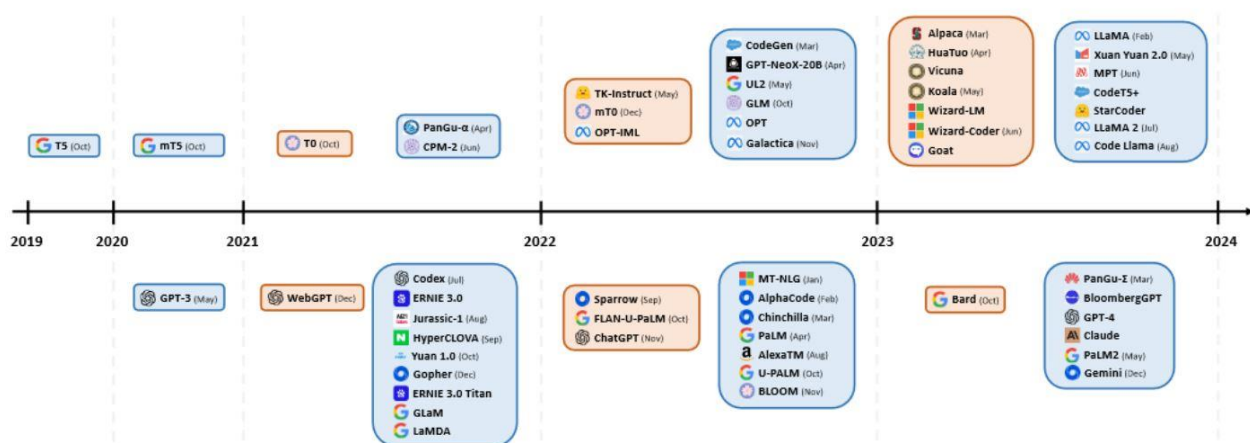 T5 (Oct)
mT5 (Oct)
T0 (Oct)
PanGu-α (Apr)
CPM-2 (Jun)
TK-Instruct (May)
mT0 (Dec)
OPT-IML
CodeGen (Mar)
GPT-NeoX-20B (Apr)
UL2 (May)
GLM (Oct)
OPT
Galactica (Nov)
Alpaca (Mar)
HuaTuo (Apr)
Vicuna
Koala (May)
Wizard-LM
Wizard-Coder (Jun)
Goat
LLaMA (Feb)
Xuan Yuan 2.0 (May)
MPT (Jun)
CodeT5+
StarCoder
LLaMA 2 (Jul)
Code Llama (Aug)
2019
2020
2021
2022
2023
2024
GPT-3 (May)
WebGPT (Dec)
Codex (Jul)
ERNIE 3.0
Jurassic-1 (Aug)
HyperCLOVA (Sep)
Yuan 1.0 (Oct)
Gopher (Dec)
ERNIE 3.0 Titan
GLaM
LaMDA
Sparrow (Sep)
FLAN-U-PaLM (Oct)
ChatGPT (Nov)
MT-NLG (Jan)
AlphaCode (Feb)
Chinchilla (Mar)
PaLM (Apr)
AlexaTM (Aug)
U-PALM (Oct)
BLOOM (Nov)
Bard (Oct)
PanGu-Σ (Mar)
BloombergGPT
GPT-4
Claude
PaLM2 (May)
Gemini (Dec)